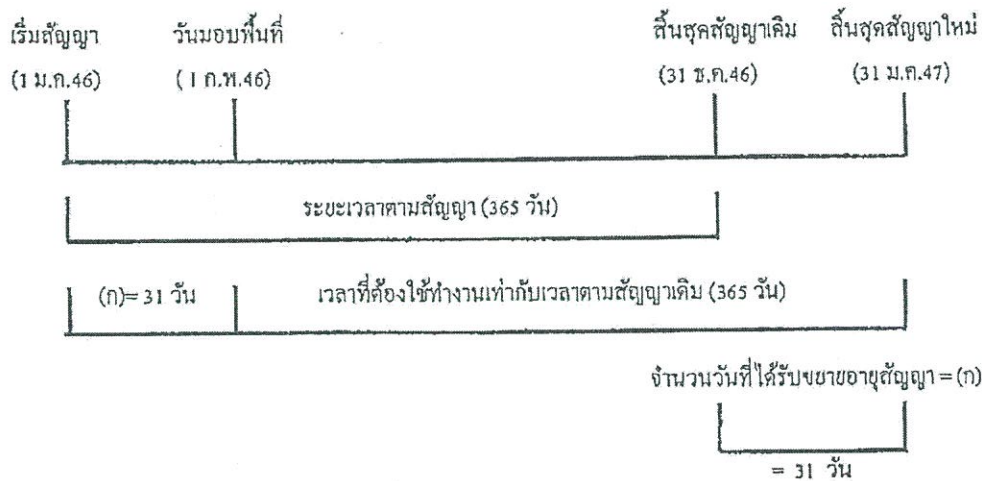 เริ่มสัญญา วันมอบพื้นที่ สิ้นสุดสัญญาเดิม สิ้นสุดสัญญาใหม่
(1 ม.ค.46) (1 ก.พ.46) (31 ธ.ค.46) (31 ม.ค.47)
ระยะเวลาตามสัญญา (365 วัน)
(ก)= 31 วัน เวลาที่ต้องใช้ทำงานเท่ากับเวลาตามสัญญาเดิม (365 วัน)
จำนวนวันที่ได้รับขยายอายุสัญญา = (ก)
= 31 วัน